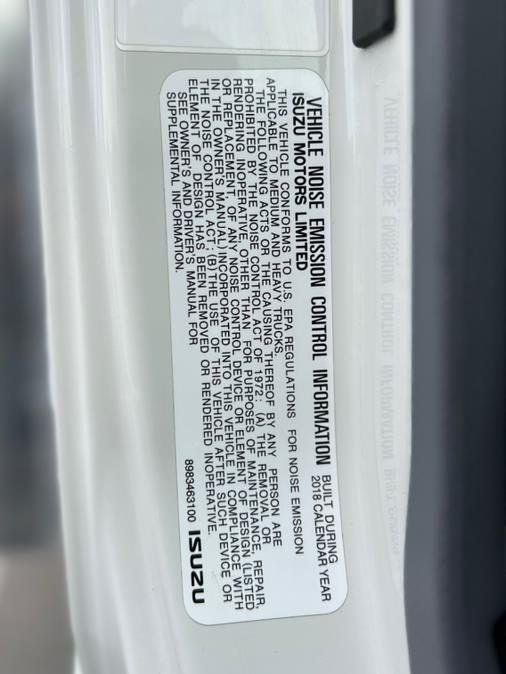 VEHICLE NOISE EMISSION CONTROL INFORMATION
BUILT DURING
2018 CALENDAR YEAR
ISUZU MOTORS LIMITED
THIS VEHICLE CONFORMS TO U.S. EPA REGULATIONS FOR NOISE EMISSION
APPLICABLE TO MEDIUM AND HEAVY TRUCKS.
THE FOLLOWING ACTS OR THE CAUSING THEREOF BY ANY PERSON ARE
PROHIBITED BY THE NOISE CONTROL ACT OF 1972: (A) THE REMOVAL OR
RENDERING INOPERATIVE, OTHER THAN FOR PURPOSES OF MAINTENANCE, REPAIR,
OR REPLACEMENT, OF ANY NOISE CONTROL DEVICE OR ELEMENT OF DESIGN (LISTED
IN THE OWNER'S MANUAL) INCORPORATED INTO THIS VEHICLE IN COMPLIANCE WITH
THE NOISE CONTROL ACT; (B) THE USE OF THIS VEHICLE AFTER SUCH DEVICE OR
ELEMENT OF DESIGN HAS BEEN REMOVED OR RENDERED INOPERATIVE.
SEE OWNER'S AND DRIVER'S MANUAL FOR
SUPPLEMENTAL INFORMATION.
8983463100 ISUZU